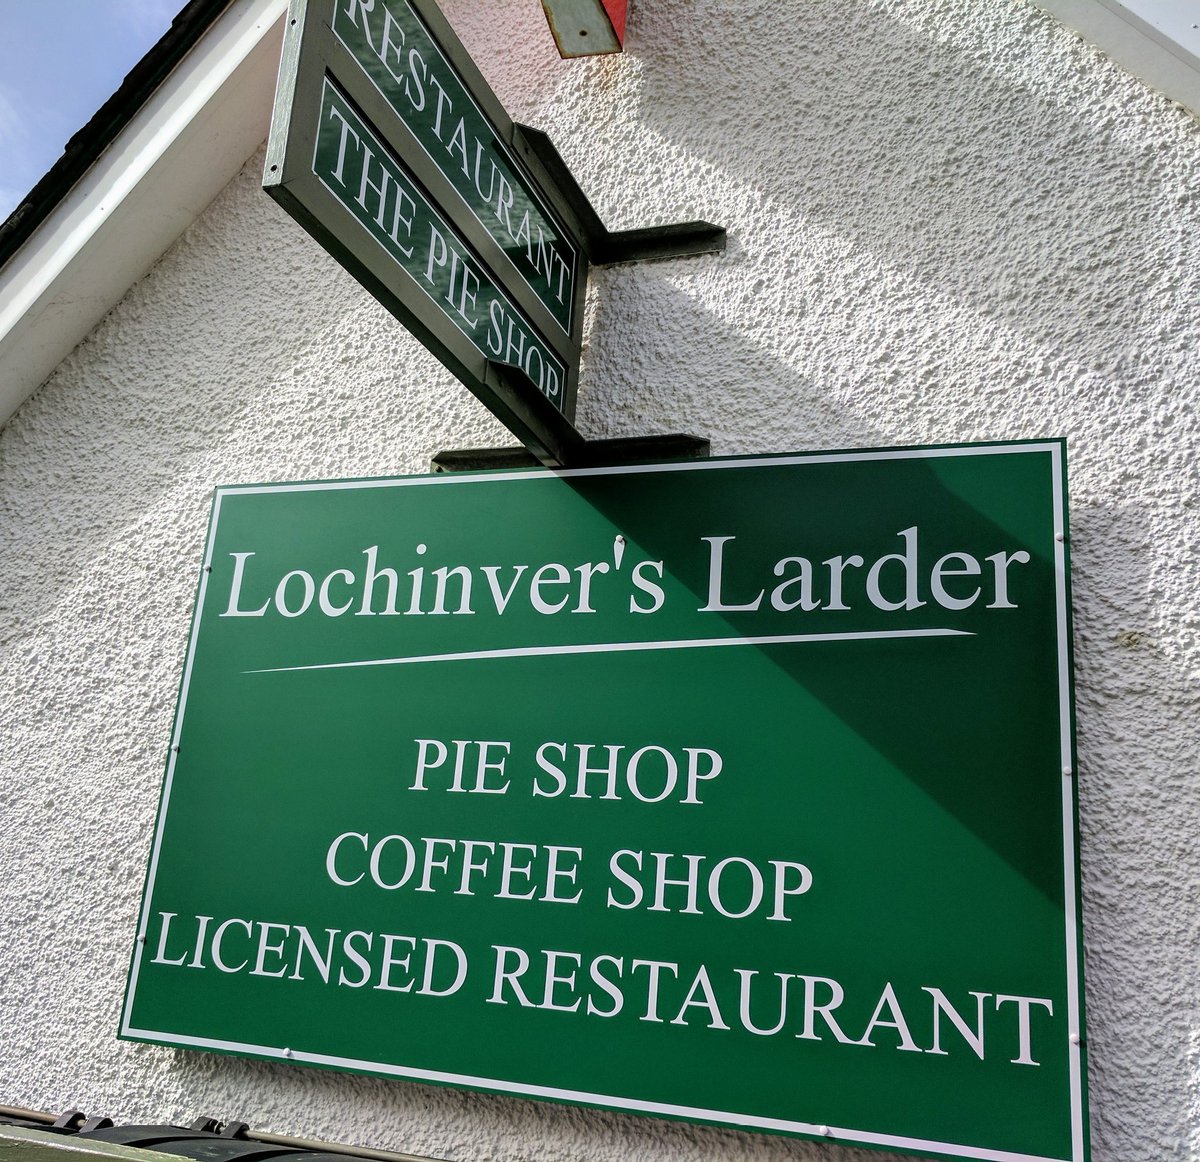 RESTAURANT
THE PIE SHOP
Lochinver's Larder
PIE SHOP
COFFEE SHOP
LICENSED RESTAURANT